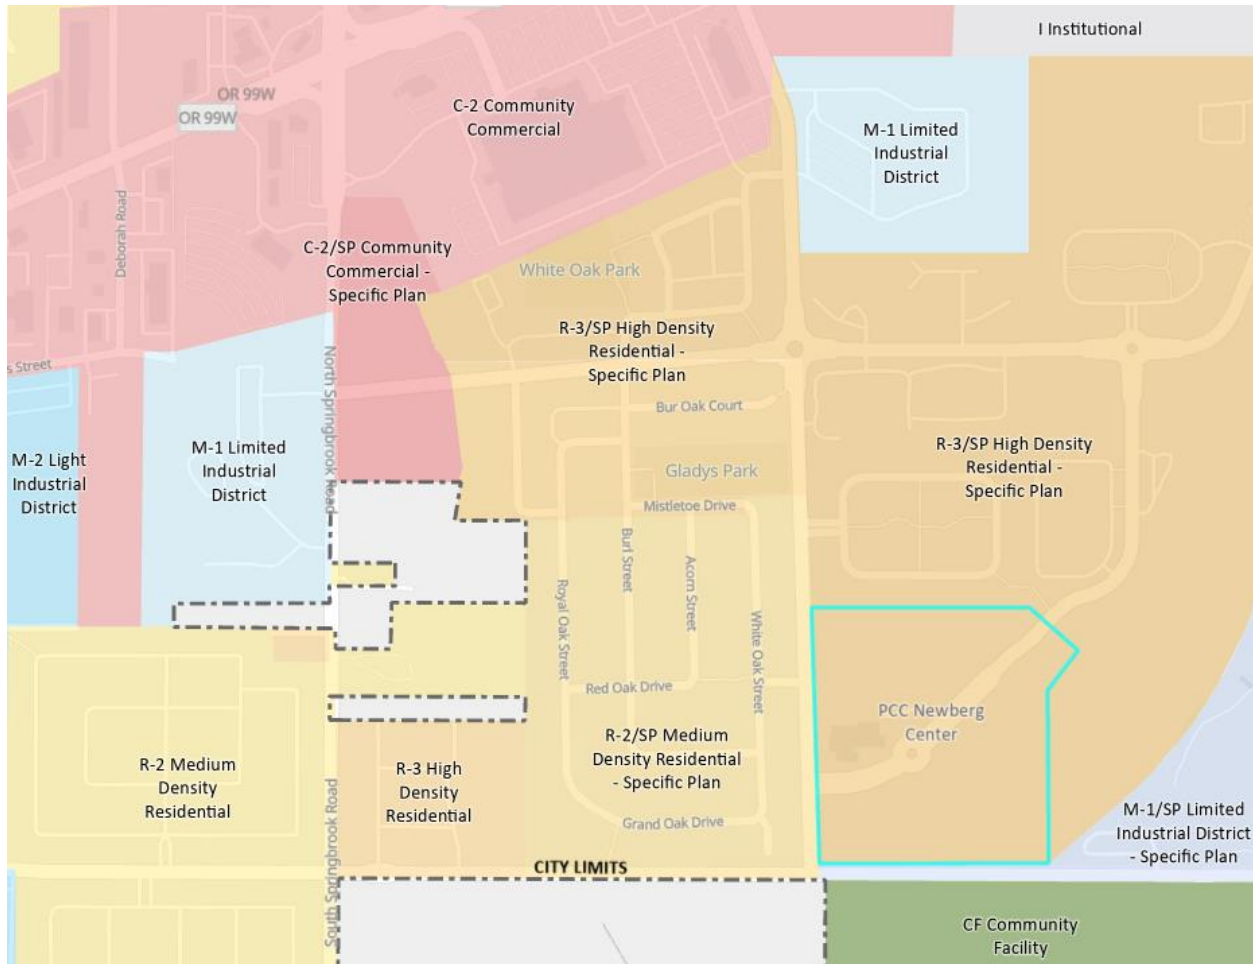 I Institutional
OR 99W
OR 99W
C-2 Community
Commercial
M-1 Limited
Industrial
District
Deborah Road
C-2/SP Community
Commercial -
Specific Plan
White Oak Park
R-3/SP High Density
Residential -
Specific Plan
s Street
North Springbrook Road
Bur Oak Court
M-2 Light
Industrial
District
M-1 Limited
Industrial
District
Gladys Park
R-3/SP High Density
Residential -
Specific Plan
Mistletoe Drive
Burl Street
Acorn Street
Royal Oak Street
White Oak Street
Red Oak Drive
PCC Newberg
Center
R-2 Medium
Density
Residential
R-3 High
Density
Residential
R-2/SP Medium
Density Residential
- Specific Plan
South Springbrook Road
Grand Oak Drive
M-1/SP Limited
Industrial District
- Specific Plan
CITY LIMITS
CF Community
Facility